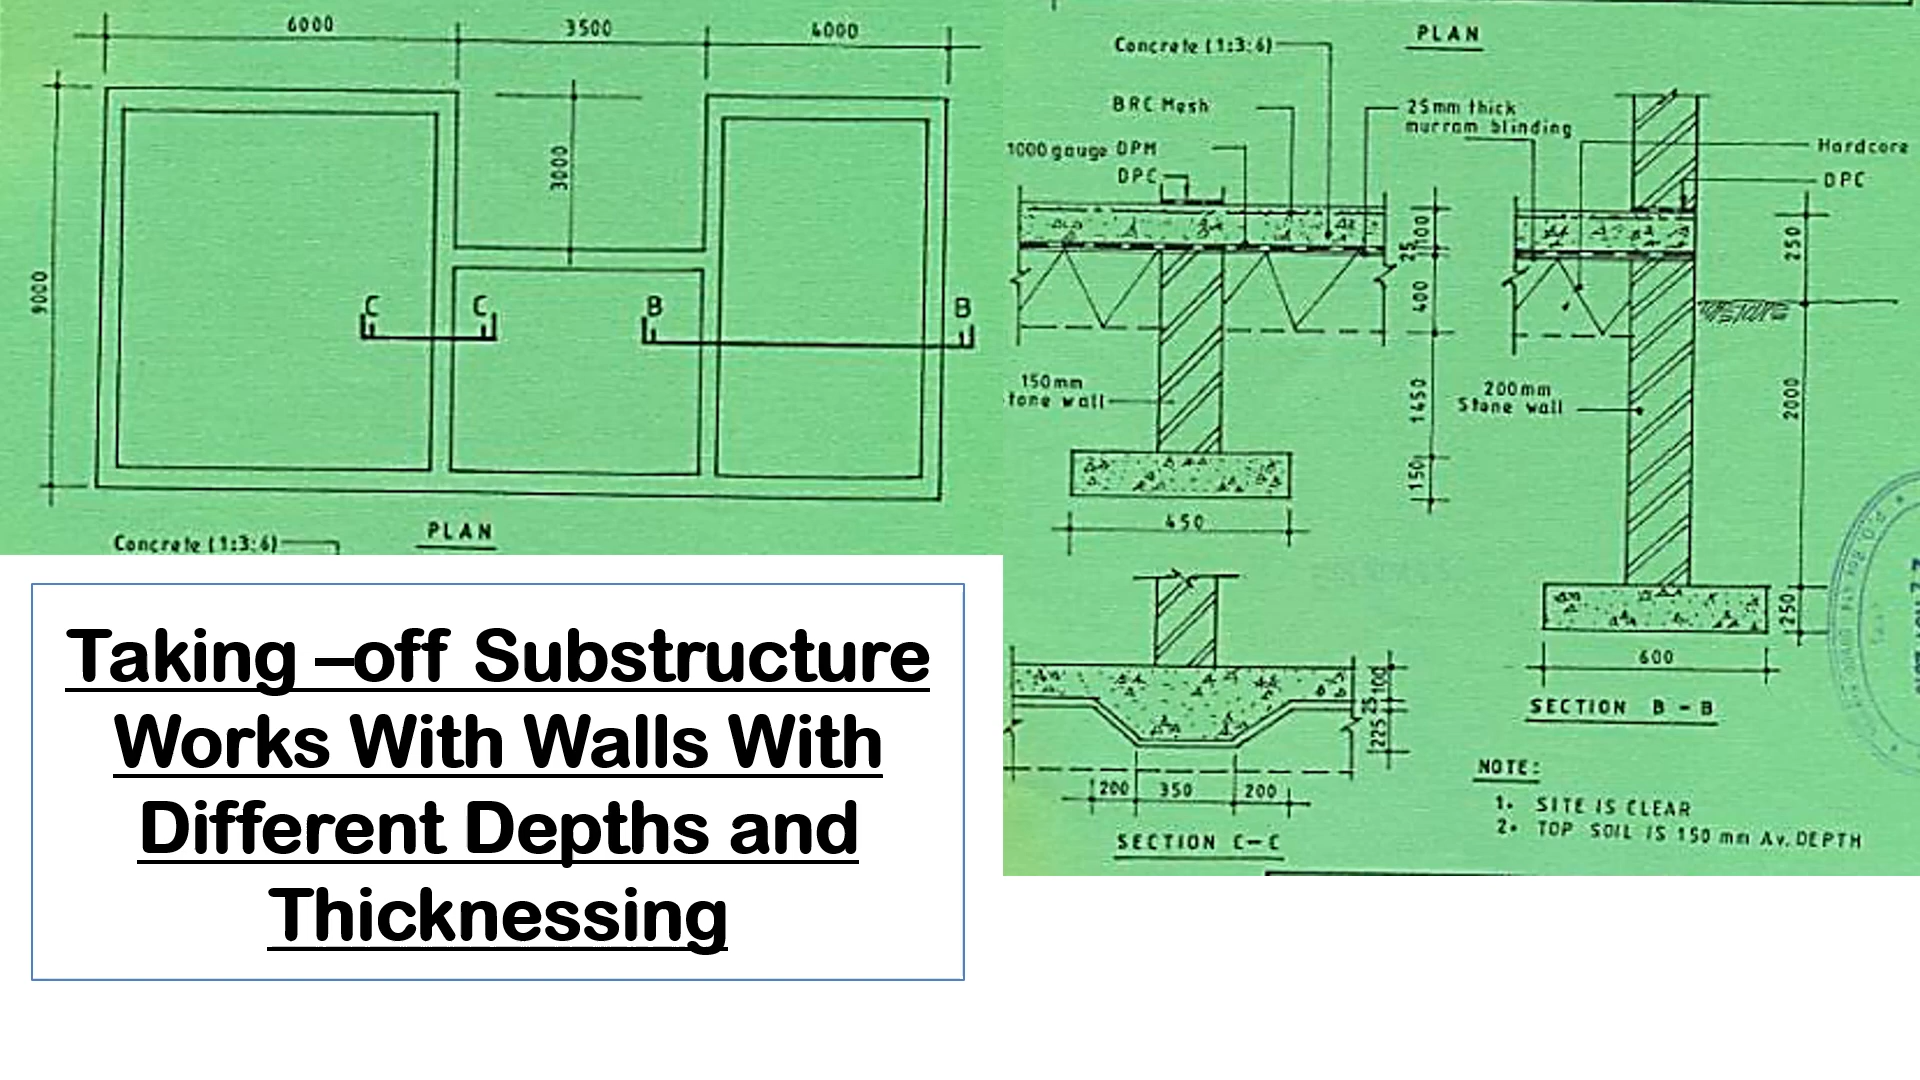 6000
3500
4000
3000
9000
C
C
B
B
PLAN
Concrete (1:3:6)
Taking –off Substructure
Works With Walls With
Different Depths and
Thicknessing
PLAN
Concrete (1:3:6)
BRC Mesh
25mm thick
murram blinding
1000 gauge DPM
Hardcore
DPC
DPC
100
25
400
250
150mm
tone wall
1450
200mm
Stone wall
2000
150
450
250
600
SECTION B-B
100
25
225
200
350
200
SECTION C-C
NOTE:
1. SITE IS CLEAR
2. TOP SOIL IS 150 mm Av. DEPTH